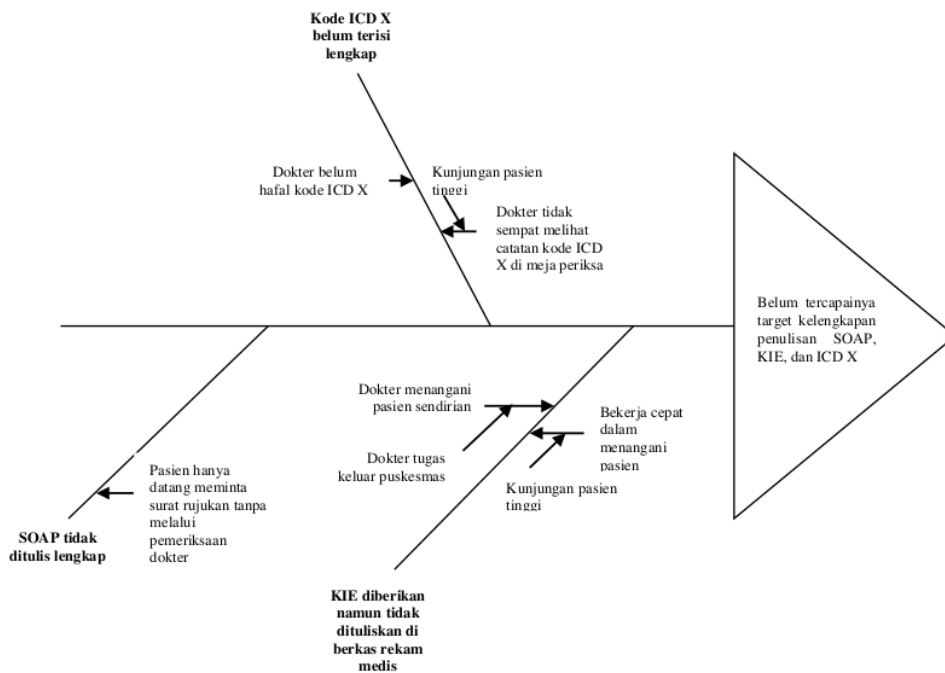 Kode ICD X
belum terisi
lengkap
Dokter belum
hafal kode ICD X
Kunjungan pasien
tinggi
Dokter tidak
sempat melihat
catatan kode ICD
X di meja periksa
Belum tercapainya
target kelengkapan
penulisan SOAP,
KIE, dan ICD X
Dokter menangani
pasien sendirian
Bekerja cepat
dalam
menangani
pasien
Dokter tugas
keluar puskesmas
Kunjungan pasien
tinggi
Pasien hanya
datang meminta
surat rujukan tanpa
melalui
pemeriksaan
dokter
SOAP tidak
ditulis lengkap
KIE diberikan
namun tidak
dituliskan di
berkas rekam
medis